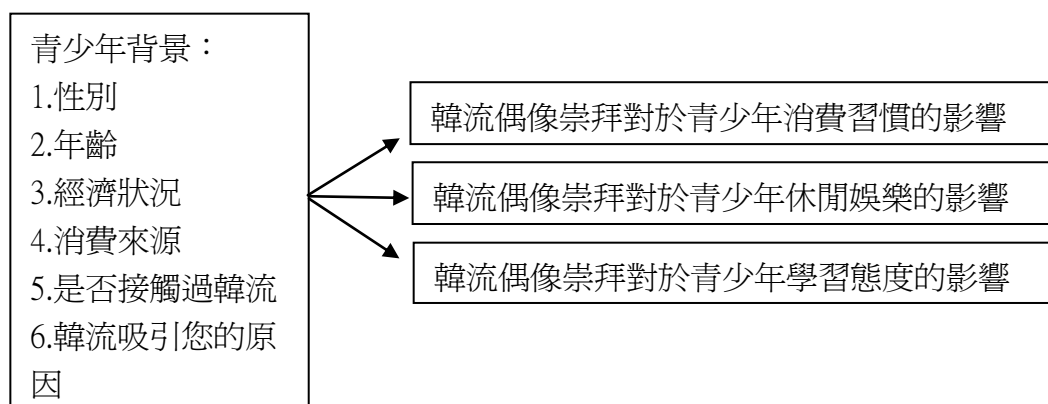 青少年背景：
1.性別
2.年齡
3.經濟狀況
4.消費來源
5.是否接觸過韓流
6.韓流吸引您的原
因
韓流偶像崇拜對於青少年消費習慣的影響
韓流偶像崇拜對於青少年休閒娛樂的影響
韓流偶像崇拜對於青少年學習態度的影響